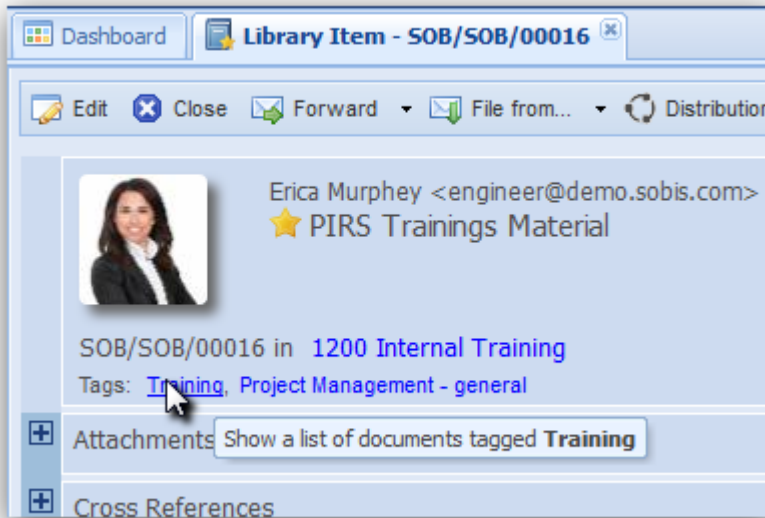 Dashboard Library Item - SOB/SOB/00016
Edit Close Forward File from... Distribution
Erica Murphey <engineer@demo.sobis.com>
PIRS Trainings Material
SOB/SOB/00016 in 1200 Internal Training
Tags: Training, Project Management - general
Attachments
Show a list of documents tagged Training
Cross References